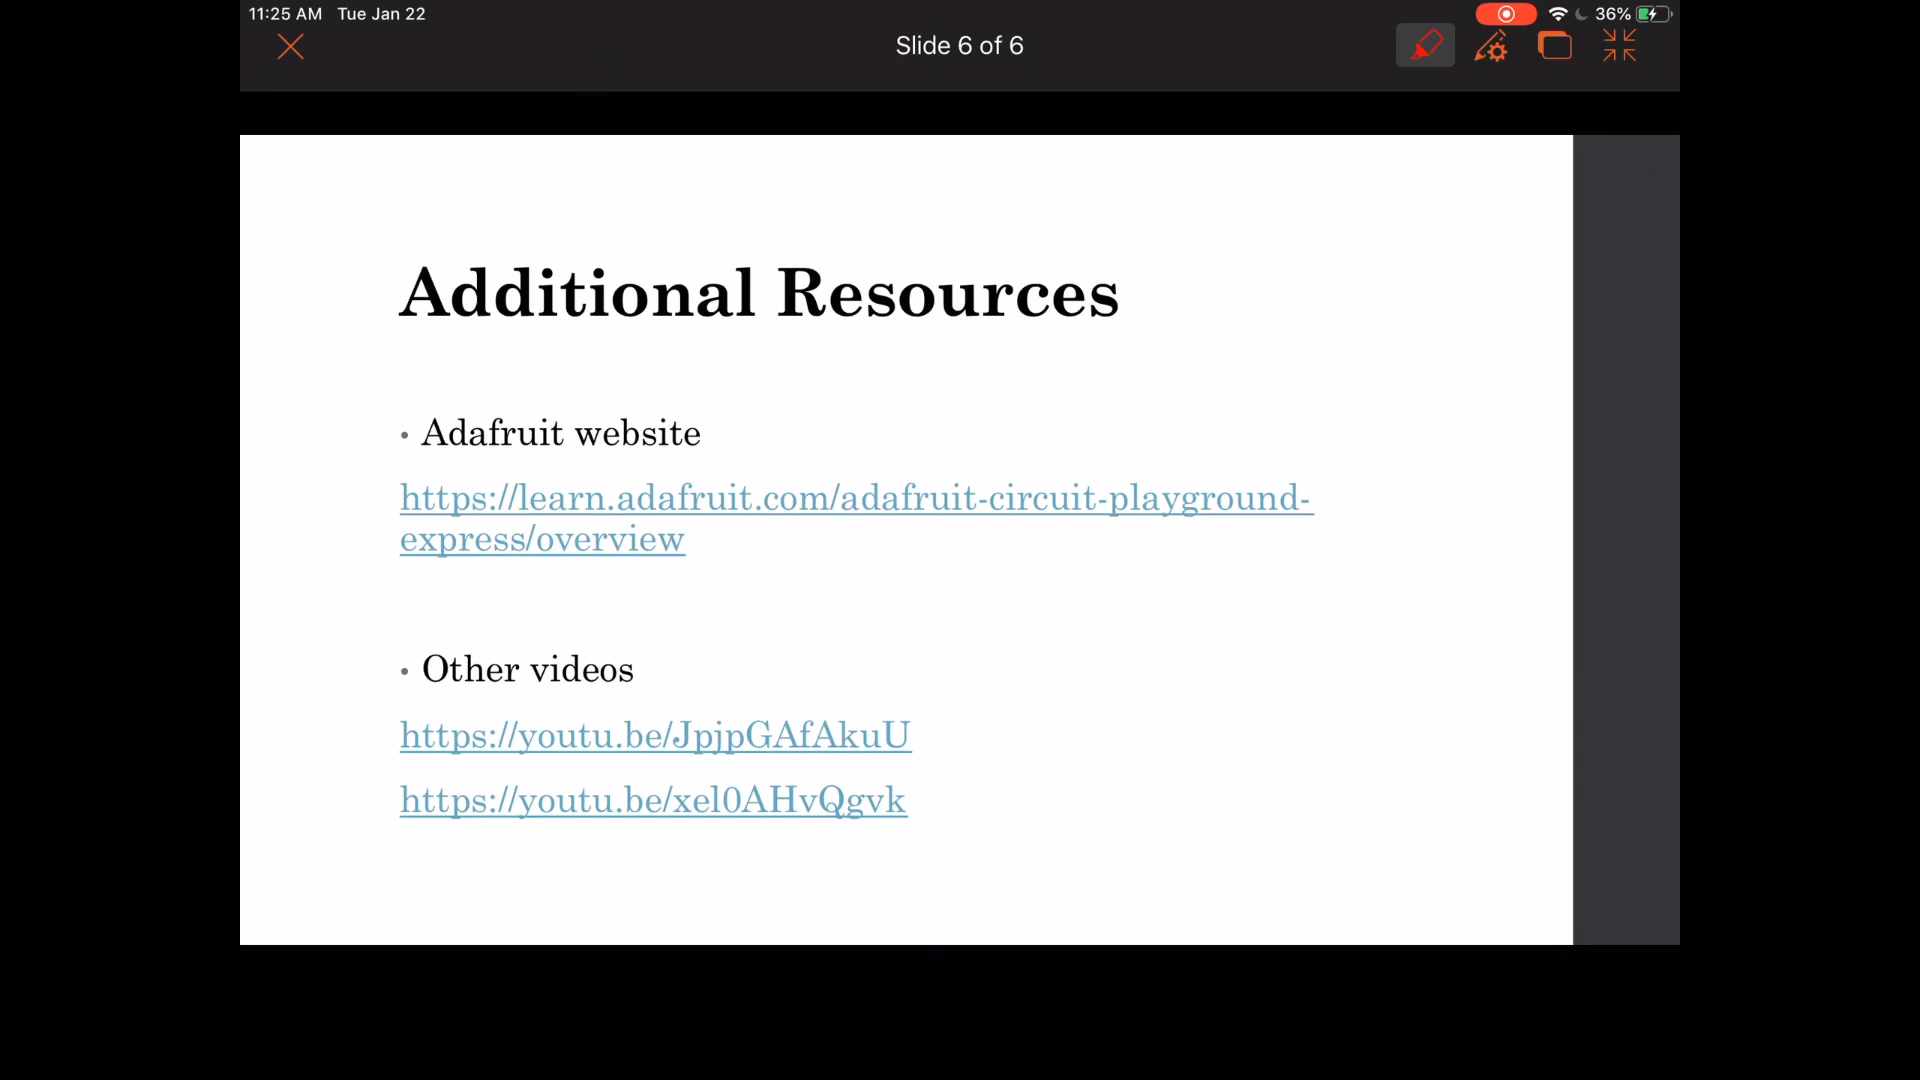 11:25 AM Tue Jan 22 36%
Slide 6 of 6
Additional Resources
• Adafruit website
https://learn.adafruit.com/adafruit-circuit-playground-
express/overview
• Other videos
https://youtu.be/JpjpGAfAkuU
https://youtu.be/xel0AHvQgvk